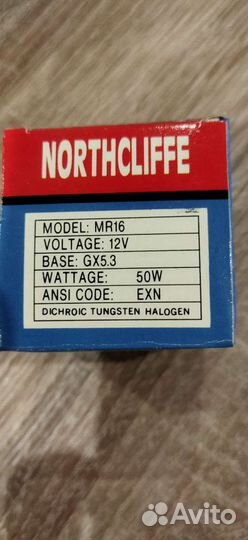 NORTHCLIFFE
MODEL: MR16
VOLTAGE: 12V
BASE: GX5.3
WATTAGE: 50W
ANSI CODE: EXN
DICHROIC TUNGSTEN HALOGEN
Avito